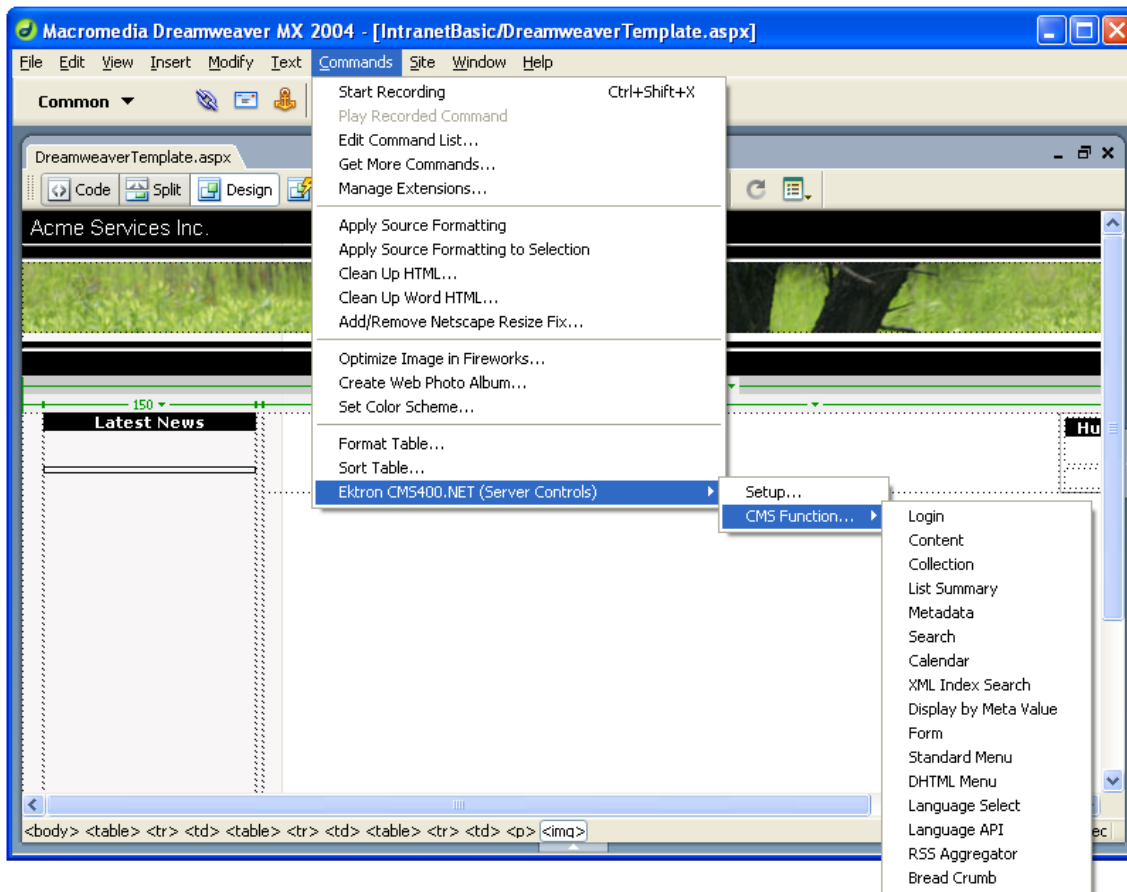 Macromedia Dreamweaver MX 2004 - [IntranetBasic/DreamweaverTemplate.aspx]
File Edit View Insert Modify Text Commands Site Window Help
Common
Start Recording Ctrl+Shift+X
Play Recorded Command
Edit Command List...
Get More Commands...
Manage Extensions...
Apply Source Formatting
Apply Source Formatting to Selection
Clean Up HTML...
Clean Up Word HTML...
Add/Remove Netscape Resize Fix...
Optimize Image in Fireworks...
Create Web Photo Album...
Set Color Scheme...
Format Table...
Sort Table...
Ektron CMS400.NET (Server Controls)
Setup...
CMS Function...
Login
Content
Collection
List Summary
Metadata
Search
Calendar
XML Index Search
Display by Meta Value
Form
Standard Menu
DHTML Menu
Language Select
Language API
RSS Aggregator
Bread Crumb
DreamweaverTemplate.aspx
Code Split Design
Acme Services Inc.
150
Latest News
Hu
<body> <table> <tr> <td> <table> <tr> <td> <table> <tr> <td> <p> <img>
ec